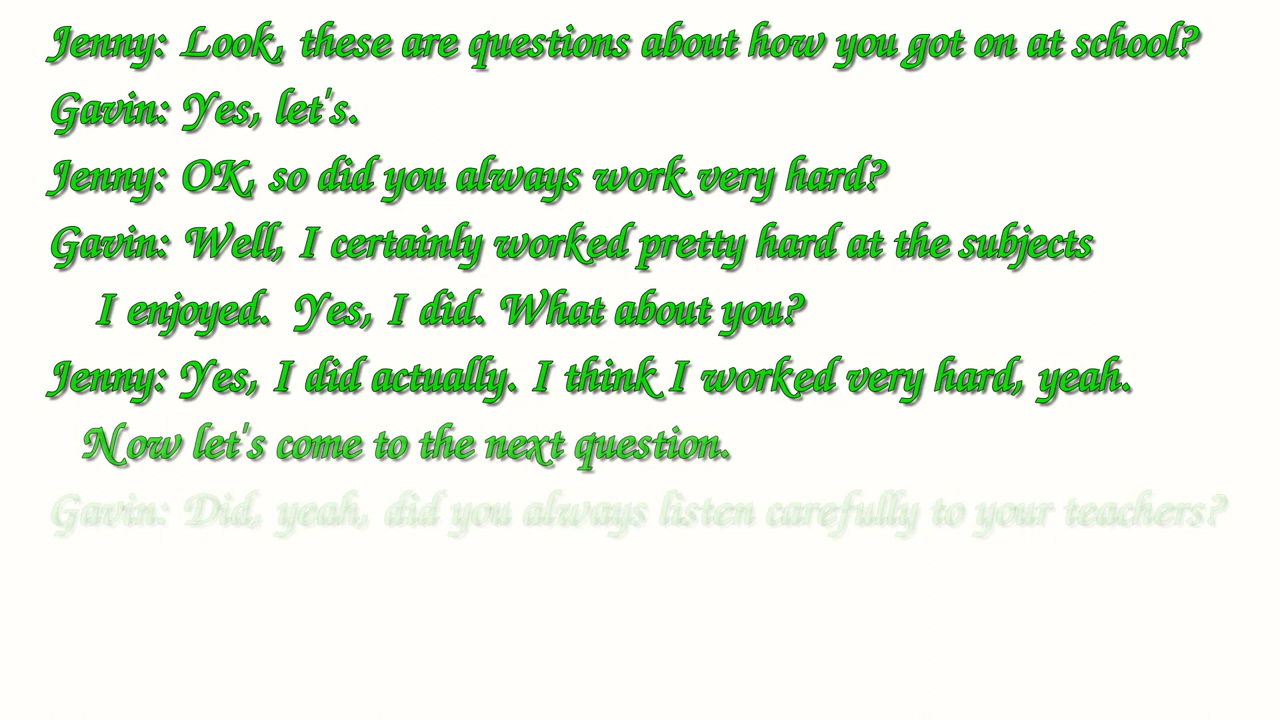 Jenny: Look, these are questions about how you got on at school?
Gavin: Yes, let's.
Jenny: OK, so did you always work very hard?
Gavin: Well, I certainly worked pretty hard at the subjects
I enjoyed. Yes, I did. What about you?
Jenny: Yes, I did actually. I think I worked very hard, yeah.
Now let's come to the next question.
Gavin: Did, yeah, did you always listen carefully to your teachers?